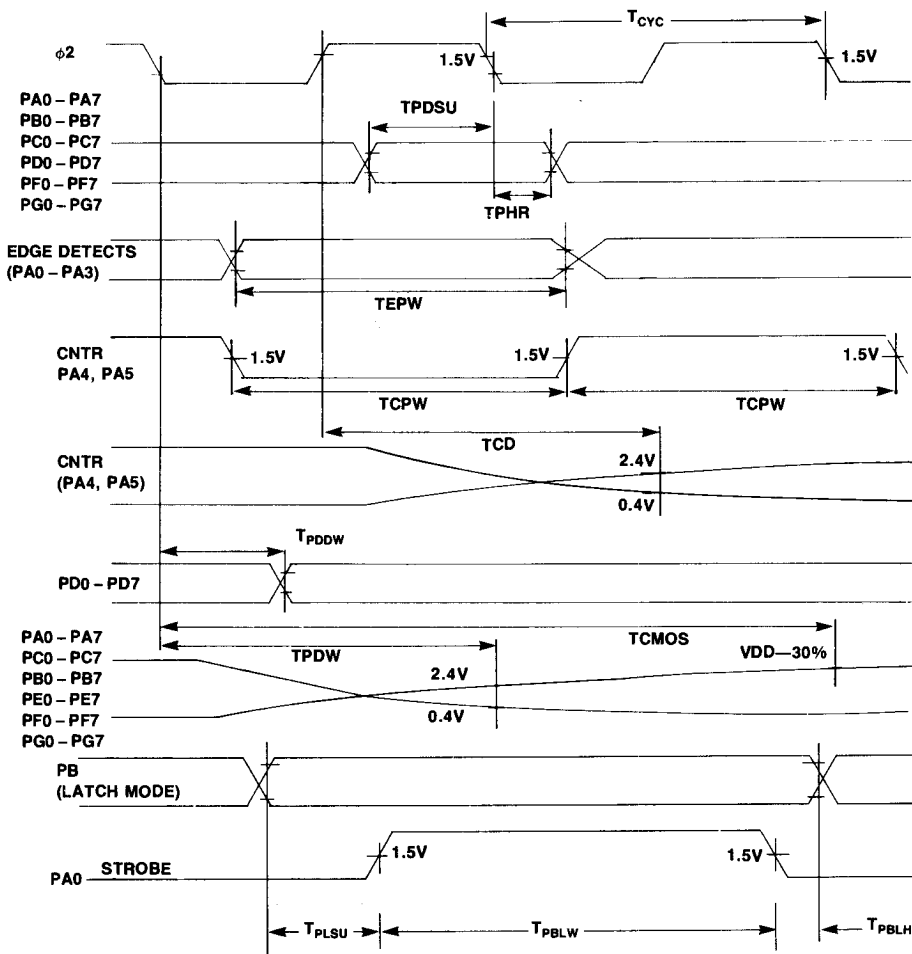 T_CYC
φ2
1.5V
1.5V
PA0 – PA7
PB0 – PB7
PC0 – PC7
PD0 – PD7
PF0 – PF7
PG0 – PG7
TPDSU
TPHR
EDGE DETECTS
(PA0 – PA3)
TEPW
CNTR
PA4, PA5
1.5V
1.5V
1.5V
TCPW
TCPW
TCD
CNTR
(PA4, PA5)
2.4V
0.4V
T_PDDW
PD0 – PD7
TCMOS
PA0 – PA7
PC0 – PC7
PB0 – PB7
PE0 – PE7
PF0 – PF7
PG0 – PG7
TPDW
VDD—30%
2.4V
0.4V
PB
(LATCH MODE)
PA0
STROBE
1.5V
1.5V
T_PLSU
T_PBLW
T_PBLH